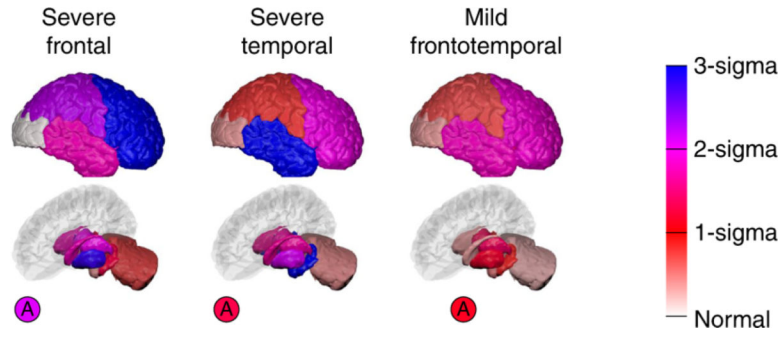 Severe
frontal
Severe
temporal
Mild
frontotemporal
3-sigma
2-sigma
1-sigma
Normal
A
A
A